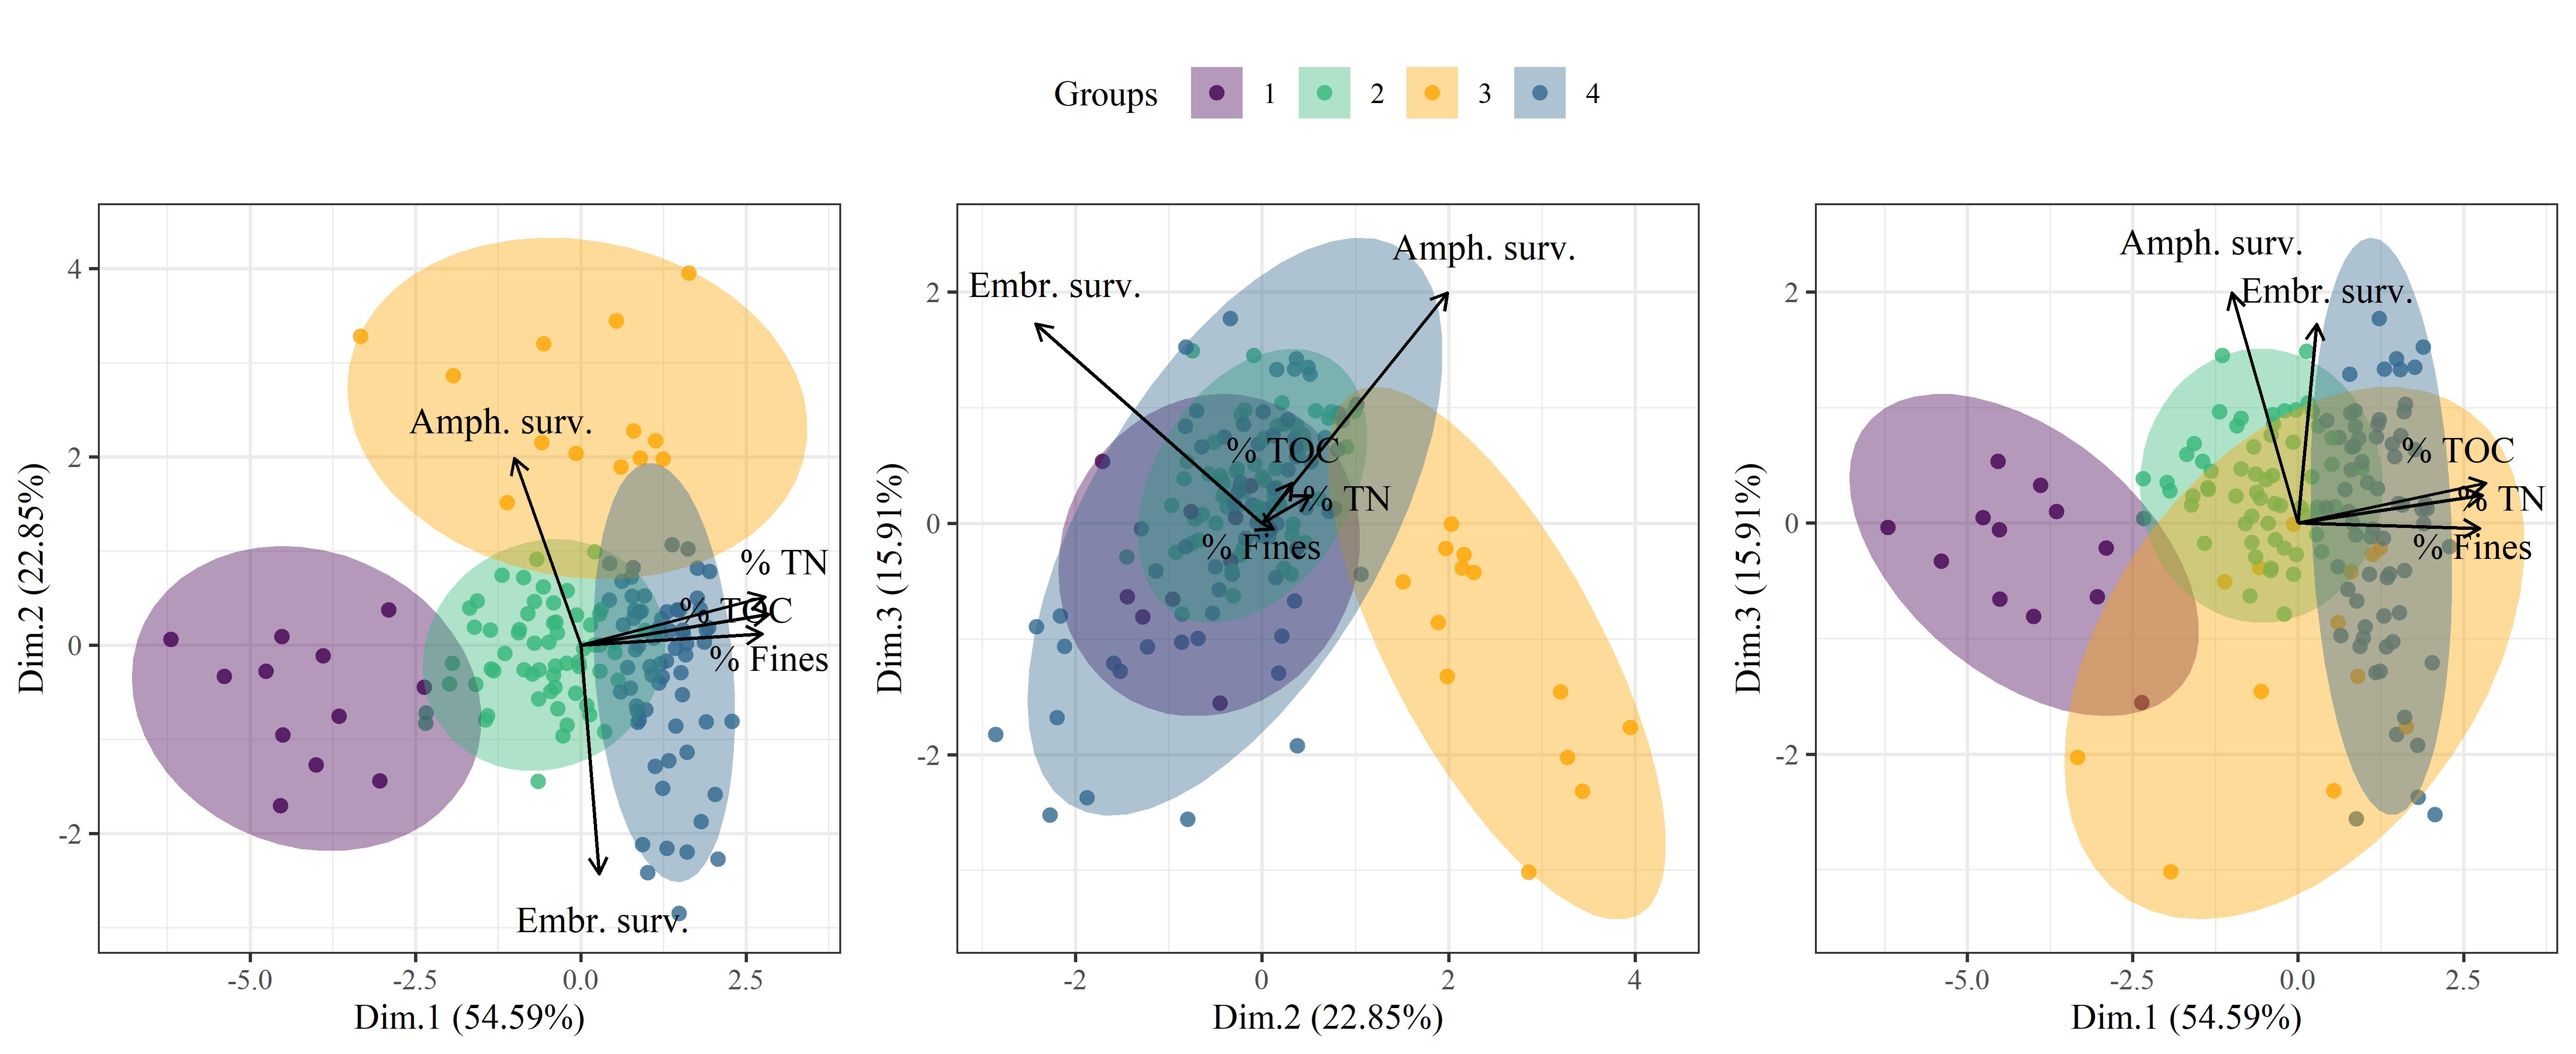 Groups 1 2 3 4
4
2
0
-2
Dim.2 (22.85%)
Amph. surv.
% TN
% TOC
% Fines
Embr. surv.
-5.0 -2.5 0.0 2.5
Dim.1 (54.59%)
2
0
-2
Dim.3 (15.91%)
Amph. surv.
Embr. surv.
% TOC
% TN
% Fines
-2 0 2 4
Dim.2 (22.85%)
2
0
-2
Dim.3 (15.91%)
Amph. surv.
Embr. surv.
% TOC
% TN
% Fines
-5.0 -2.5 0.0 2.5
Dim.1 (54.59%)